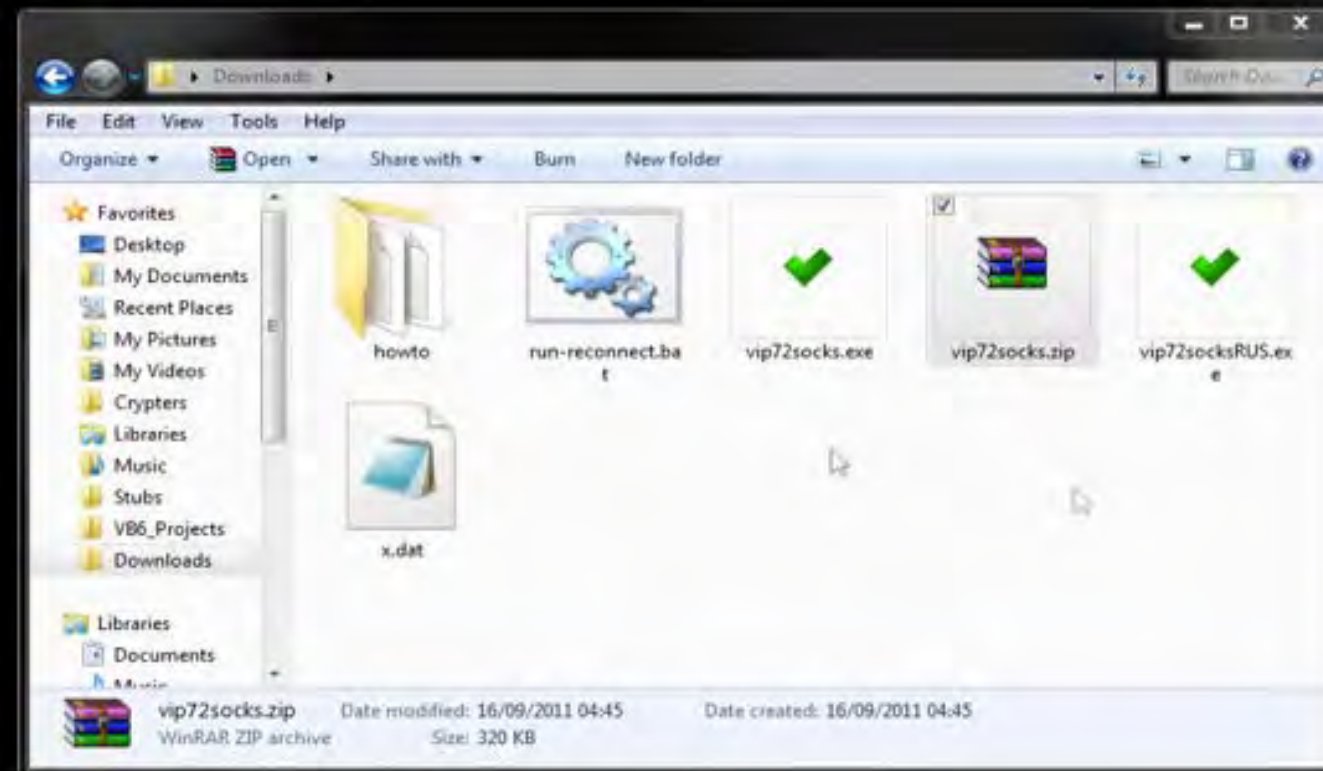 Downloads
File Edit View Tools Help
Organize Open Share with Burn New folder
Favorites
Desktop
My Documents
Recent Places
My Pictures
My Videos
Crypters
Libraries
Music
Stubs
VB6_Projects
Downloads
Libraries
Documents
Music
howto
run-reconnect.ba
t
vip72socks.exe
vip72socks.zip
vip72socksRUS.ex
e
x.dat
vip72socks.zip Date modified: 16/09/2011 04:45 Date created: 16/09/2011 04:45
WinRAR ZIP archive Size: 320 KB